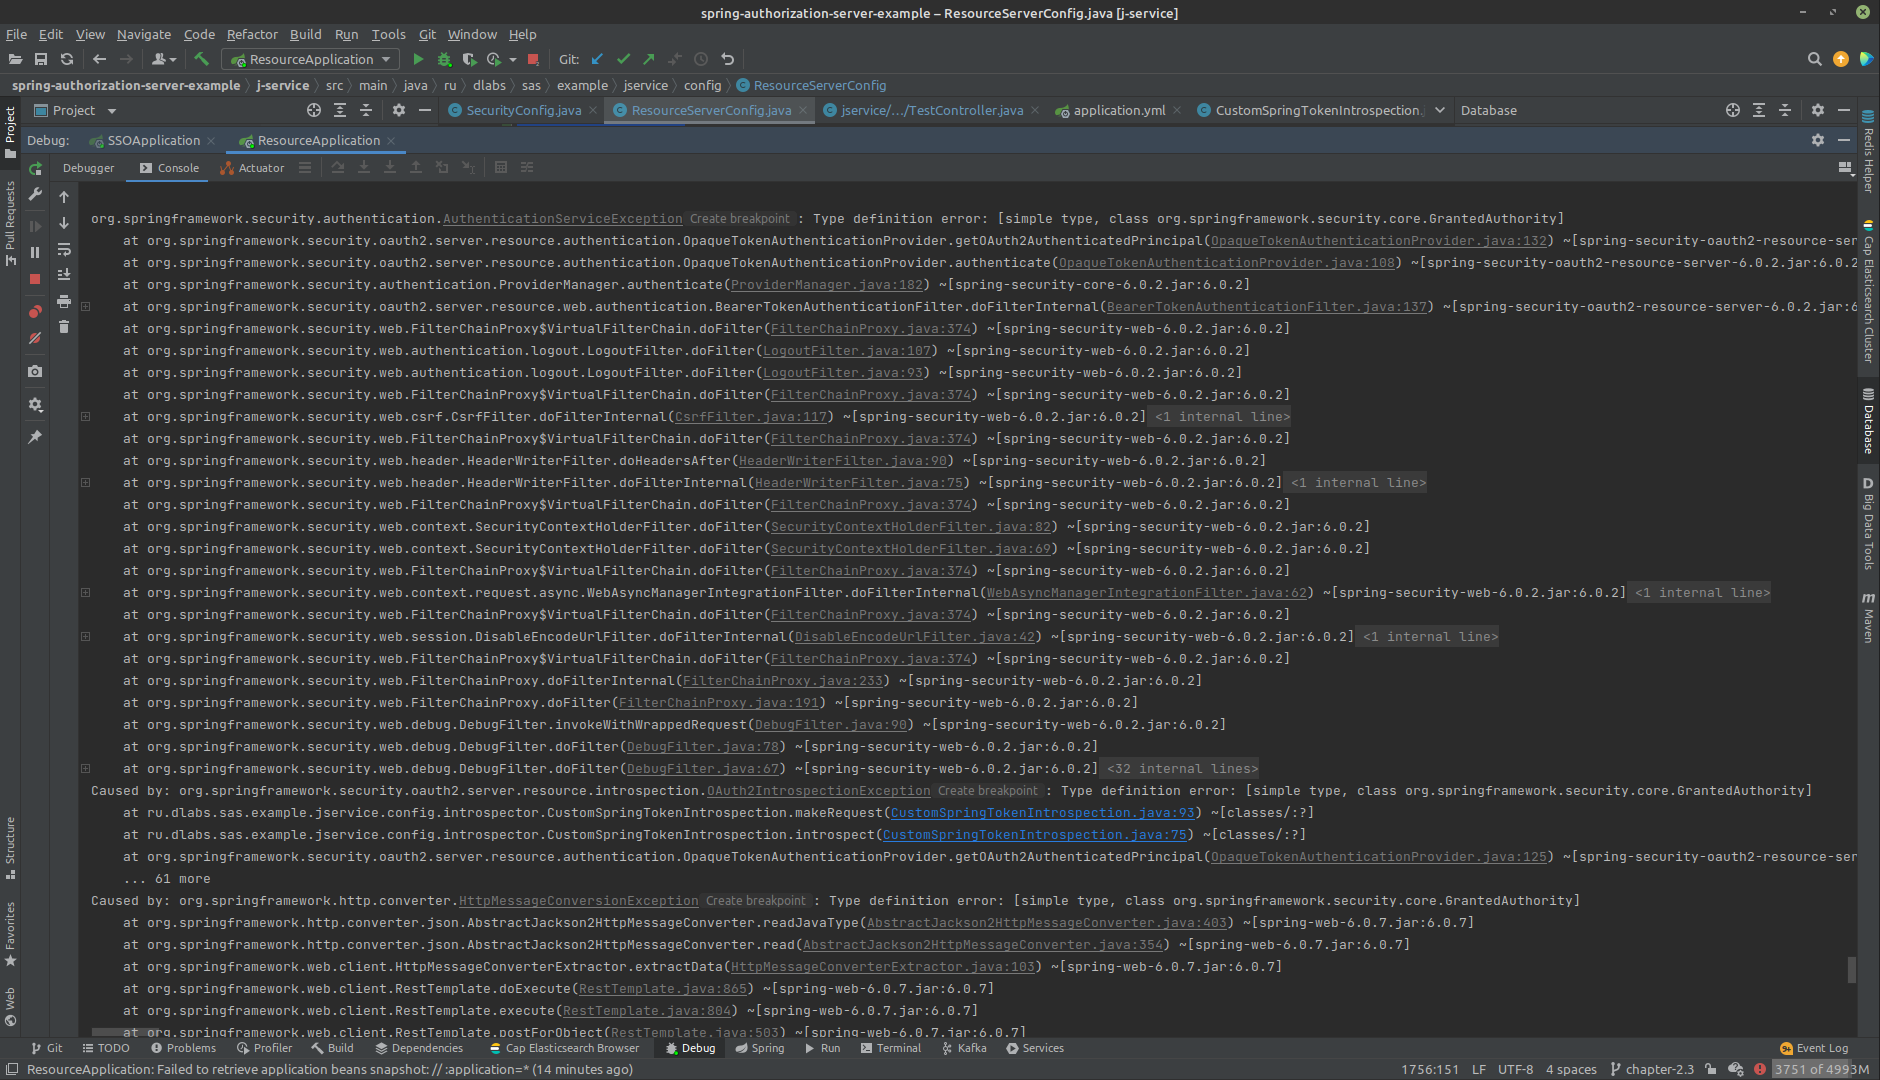 spring-authorization-server-example – ResourceServerConfig.java [j-service]
File Edit View Navigate Code Refactor Build Run Tools Git Window Help
ResourceApplication Git:
spring-authorization-server-example j-service src main java ru dlabs sas example jservice config ResourceServerConfig
Project SecurityConfig.java ResourceServerConfig.java jservice/.../TestController.java application.yml CustomSpringTokenIntrospection. Database
Debug: SSOApplication ResourceApplication
Debugger Console Actuator
org.springframework.security.authentication.AuthenticationServiceException Create breakpoint : Type definition error: [simple type, class org.springframework.security.core.GrantedAuthority]
at org.springframework.security.oauth2.server.resource.authentication.OpaqueTokenAuthenticationProvider.getOAuth2AuthenticatedPrincipal(OpaqueTokenAuthenticationProvider.java:132) ~[spring-security-oauth2-resource-ser
at org.springframework.security.oauth2.server.resource.authentication.OpaqueTokenAuthenticationProvider.authenticate(OpaqueTokenAuthenticationProvider.java:108) ~[spring-security-oauth2-resource-server-6.0.2.jar:6.0.2
at org.springframework.security.authentication.ProviderManager.authenticate(ProviderManager.java:182) ~[spring-security-core-6.0.2.jar:6.0.2]
at org.springframework.security.oauth2.server.resource.web.authentication.BearerTokenAuthenticationFilter.doFilterInternal(BearerTokenAuthenticationFilter.java:137) ~[spring-security-oauth2-resource-server-6.0.2.jar:6
at org.springframework.security.web.FilterChainProxy$VirtualFilterChain.doFilter(FilterChainProxy.java:374) ~[spring-security-web-6.0.2.jar:6.0.2]
at org.springframework.security.web.authentication.logout.LogoutFilter.doFilter(LogoutFilter.java:107) ~[spring-security-web-6.0.2.jar:6.0.2]
at org.springframework.security.web.authentication.logout.LogoutFilter.doFilter(LogoutFilter.java:93) ~[spring-security-web-6.0.2.jar:6.0.2]
at org.springframework.security.web.FilterChainProxy$VirtualFilterChain.doFilter(FilterChainProxy.java:374) ~[spring-security-web-6.0.2.jar:6.0.2]
at org.springframework.security.web.csrf.CsrfFilter.doFilterInternal(CsrfFilter.java:117) ~[spring-security-web-6.0.2.jar:6.0.2] <1 internal line>
at org.springframework.security.web.FilterChainProxy$VirtualFilterChain.doFilter(FilterChainProxy.java:374) ~[spring-security-web-6.0.2.jar:6.0.2]
at org.springframework.security.web.header.HeaderWriterFilter.doHeadersAfter(HeaderWriterFilter.java:90) ~[spring-security-web-6.0.2.jar:6.0.2]
at org.springframework.security.web.header.HeaderWriterFilter.doFilterInternal(HeaderWriterFilter.java:75) ~[spring-security-web-6.0.2.jar:6.0.2] <1 internal line>
at org.springframework.security.web.FilterChainProxy$VirtualFilterChain.doFilter(FilterChainProxy.java:374) ~[spring-security-web-6.0.2.jar:6.0.2]
at org.springframework.security.web.context.SecurityContextHolderFilter.doFilter(SecurityContextHolderFilter.java:82) ~[spring-security-web-6.0.2.jar:6.0.2]
at org.springframework.security.web.context.SecurityContextHolderFilter.doFilter(SecurityContextHolderFilter.java:69) ~[spring-security-web-6.0.2.jar:6.0.2]
at org.springframework.security.web.FilterChainProxy$VirtualFilterChain.doFilter(FilterChainProxy.java:374) ~[spring-security-web-6.0.2.jar:6.0.2]
at org.springframework.security.web.context.request.async.WebAsyncManagerIntegrationFilter.doFilterInternal(WebAsyncManagerIntegrationFilter.java:62) ~[spring-security-web-6.0.2.jar:6.0.2] <1 internal line>
at org.springframework.security.web.FilterChainProxy$VirtualFilterChain.doFilter(FilterChainProxy.java:374) ~[spring-security-web-6.0.2.jar:6.0.2]
at org.springframework.security.web.session.DisableEncodeUrlFilter.doFilterInternal(DisableEncodeUrlFilter.java:42) ~[spring-security-web-6.0.2.jar:6.0.2] <1 internal line>
at org.springframework.security.web.FilterChainProxy$VirtualFilterChain.doFilter(FilterChainProxy.java:374) ~[spring-security-web-6.0.2.jar:6.0.2]
at org.springframework.security.web.FilterChainProxy.doFilterInternal(FilterChainProxy.java:233) ~[spring-security-web-6.0.2.jar:6.0.2]
at org.springframework.security.web.FilterChainProxy.doFilter(FilterChainProxy.java:191) ~[spring-security-web-6.0.2.jar:6.0.2]
at org.springframework.security.web.debug.DebugFilter.invokeWithWrappedRequest(DebugFilter.java:90) ~[spring-security-web-6.0.2.jar:6.0.2]
at org.springframework.security.web.debug.DebugFilter.doFilter(DebugFilter.java:78) ~[spring-security-web-6.0.2.jar:6.0.2]
at org.springframework.security.web.debug.DebugFilter.doFilter(DebugFilter.java:67) ~[spring-security-web-6.0.2.jar:6.0.2] <32 internal lines>
Caused by: org.springframework.security.oauth2.server.resource.introspection.OAuth2IntrospectionException Create breakpoint : Type definition error: [simple type, class org.springframework.security.core.GrantedAuthority]
at ru.dlabs.sas.example.jservice.config.introspector.CustomSpringTokenIntrospection.makeRequest(CustomSpringTokenIntrospection.java:93) ~[classes/:?]
at ru.dlabs.sas.example.jservice.config.introspector.CustomSpringTokenIntrospection.introspect(CustomSpringTokenIntrospection.java:75) ~[classes/:?]
at org.springframework.security.oauth2.server.resource.authentication.OpaqueTokenAuthenticationProvider.getOAuth2AuthenticatedPrincipal(OpaqueTokenAuthenticationProvider.java:125) ~[spring-security-oauth2-resource-ser
... 61 more
Caused by: org.springframework.http.converter.HttpMessageConversionException Create breakpoint : Type definition error: [simple type, class org.springframework.security.core.GrantedAuthority]
at org.springframework.http.converter.json.AbstractJackson2HttpMessageConverter.readJavaType(AbstractJackson2HttpMessageConverter.java:403) ~[spring-web-6.0.7.jar:6.0.7]
at org.springframework.http.converter.json.AbstractJackson2HttpMessageConverter.read(AbstractJackson2HttpMessageConverter.java:354) ~[spring-web-6.0.7.jar:6.0.7]
at org.springframework.web.client.HttpMessageConverterExtractor.extractData(HttpMessageConverterExtractor.java:103) ~[spring-web-6.0.7.jar:6.0.7]
at org.springframework.web.client.RestTemplate.doExecute(RestTemplate.java:865) ~[spring-web-6.0.7.jar:6.0.7]
at org.springframework.web.client.RestTemplate.execute(RestTemplate.java:804) ~[spring-web-6.0.7.jar:6.0.7]
at org.springframework.web.client.RestTemplate.postForObject(RestTemplate.java:503) ~[spring-web-6.0.7.jar:6.0.7]
Project
Pull Requests
Structure
Favorites
Web
Redis Helper
Cap Elasticsearch Cluster
Database
Big Data Tools
Maven
Git TODO Problems Profiler Build Dependencies Cap Elasticsearch Browser Debug Spring Run Terminal Kafka Services 9+ Event Log
ResourceApplication: Failed to retrieve application beans snapshot: // :application=* (14 minutes ago) 1756:151 LF UTF-8 4 spaces chapter-2.3 3751 of 4993M